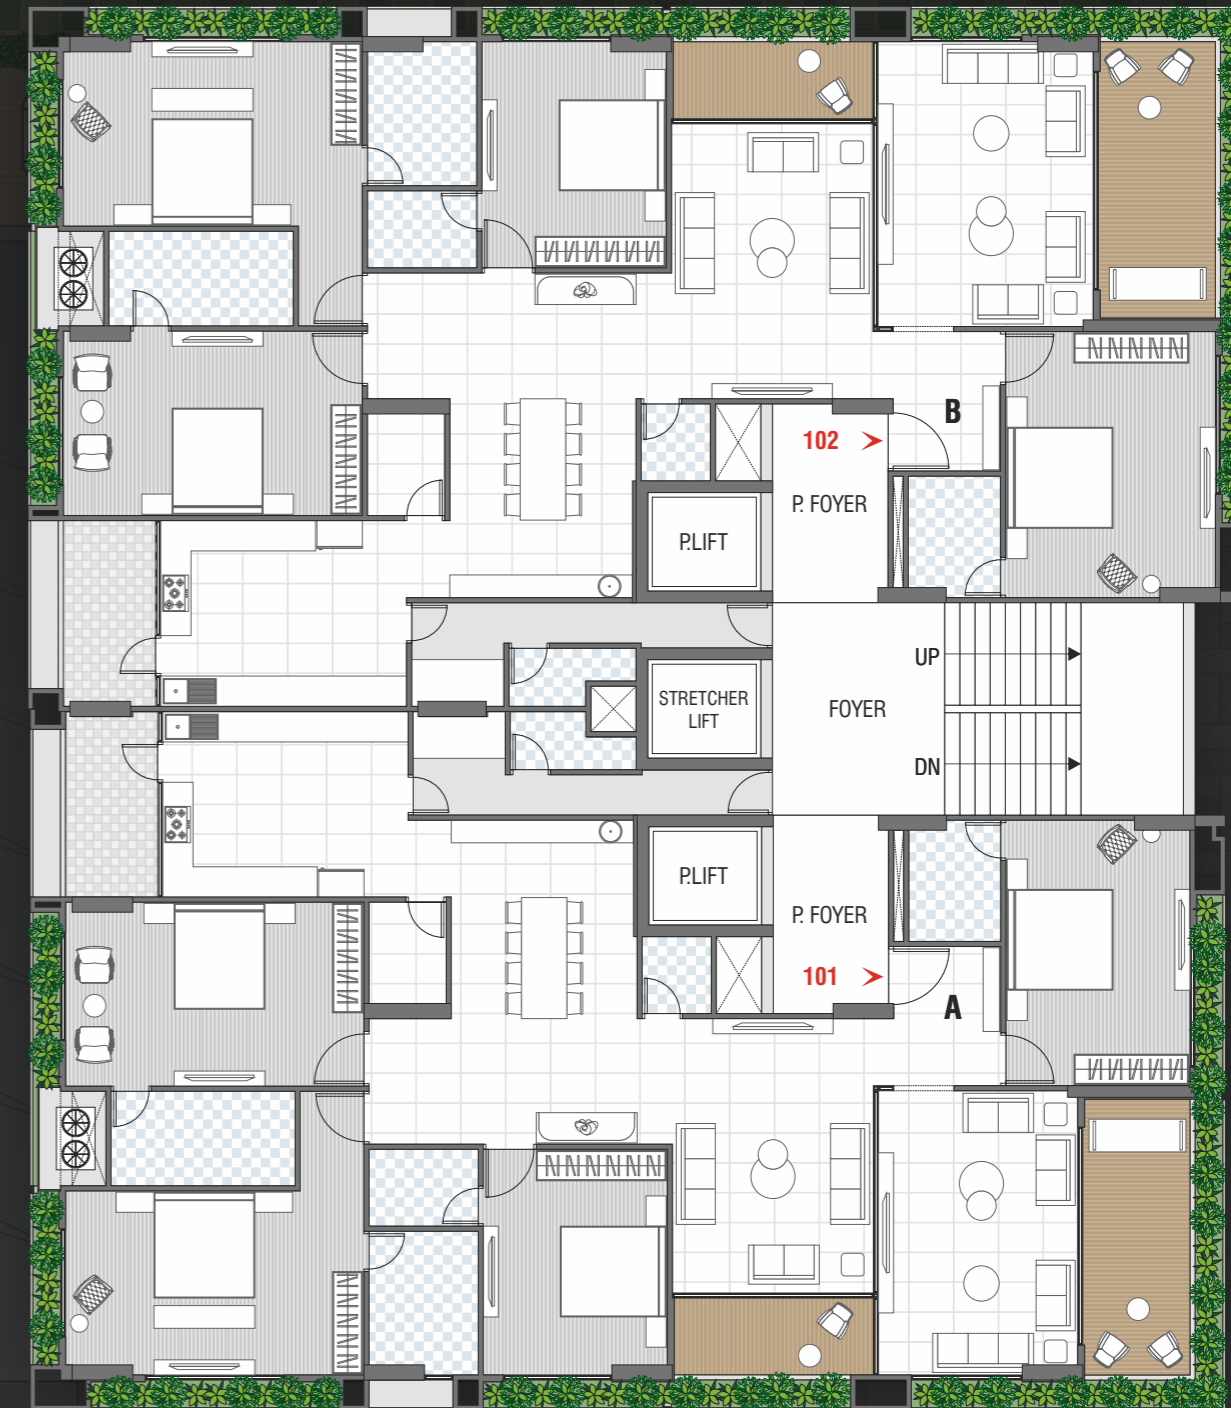 B
102
P. FOYER
P.LIFT
UP
STRETCHER
LIFT
FOYER
DN
P.LIFT
P. FOYER
101
A